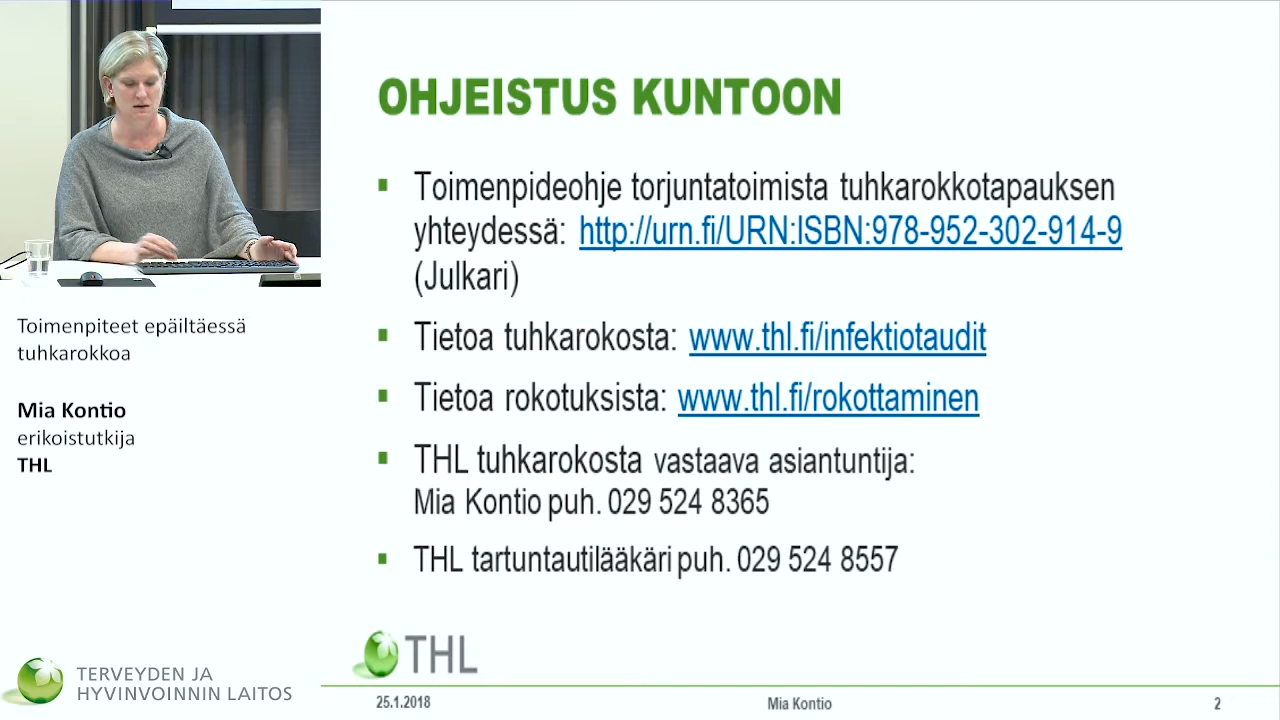 OHJEISTUS KUNTOON
Toimenpideohje torjuntatoimista tuhkarokkotapauksen
yhteydessä: http://urn.fi/URN:ISBN:978-952-302-914-9
(Julkari)
Tietoa tuhkarokosta: www.thl.fi/infektiotaudit
Tietoa rokotuksista: www.thl.fi/rokottaminen
THL tuhkarokosta vastaava asiantuntija:
Mia Kontio puh. 029 524 8365
THL tartuntautilääkäri puh. 029 524 8557
THL
25.1.2018 Mia Kontio 2
Toimenpiteet epäiltäessä
tuhkarokkoa
Mia Kontio
erikoistutkija
THL
TERVEYDEN JA
HYVINVOINNIN LAITOS